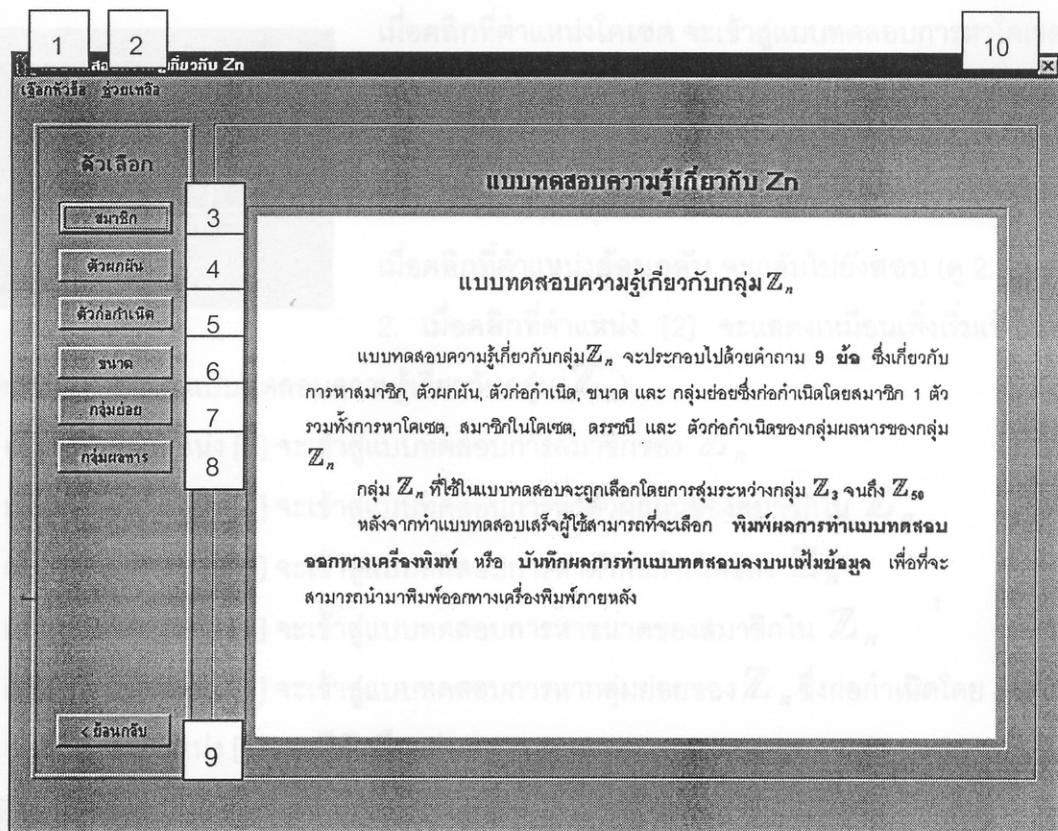 1 2 10
เกี่ยวกับ Zn
เลือกหัวข้อ ช่วยเหลือ
ตัวเลือก
แบบทดสอบความรู้เกี่ยวกับ Zn
สมาชิก 3
ตัวผกผัน 4
ตัวก่อกำเนิด 5
ขนาด 6
กลุ่มย่อย 7
กลุ่มผลหาร 8
< ย้อนกลับ 9
แบบทดสอบความรู้เกี่ยวกับกลุ่ม ℤn
แบบทดสอบความรู้เกี่ยวกับกลุ่ม ℤn จะประกอบไปด้วยคำถาม 9 ข้อ ซึ่งเกี่ยวกับ
การหาสมาชิก, ตัวผกผัน, ตัวก่อกำเนิด, ขนาด และ กลุ่มย่อยซึ่งก่อกำเนิดโดยสมาชิก 1 ตัว
รวมทั้งการหาโคเซต, สมาชิกในโคเซต, ดรรชนี และ ตัวก่อกำเนิดของกลุ่มผลหารของกลุ่ม
ℤn
กลุ่ม ℤn ที่ใช้ในแบบทดสอบจะถูกเลือกโดยการสุ่มระหว่างกลุ่ม ℤ3 จนถึง ℤ50
หลังจากทำแบบทดสอบเสร็จผู้ใช้สามารถที่จะเลือก พิมพ์ผลการทำแบบทดสอบ
ออกทางเครื่องพิมพ์ หรือ บันทึกผลการทำแบบทดสอบลงบนแฟ้มข้อมูล เพื่อที่จะ
สามารถนำมาพิมพ์ออกทางเครื่องพิมพ์ภายหลัง